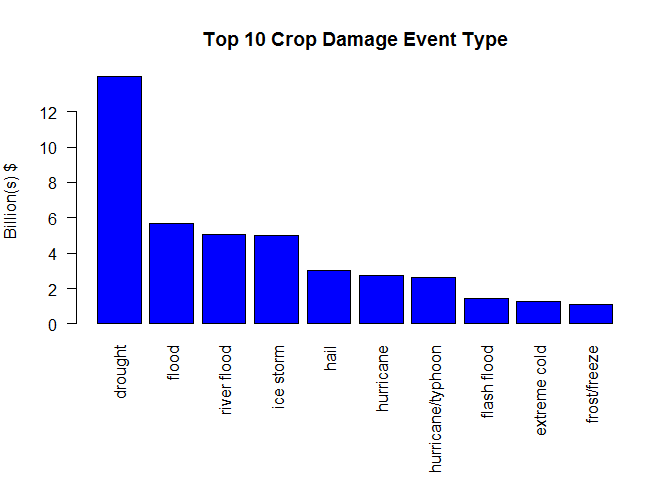 Top 10 Crop Damage Event Type
Billion(s) $
12
10
8
6
4
2
0
drought
flood
river flood
ice storm
hail
hurricane
hurricane/typhoon
flash flood
extreme cold
frost/freeze